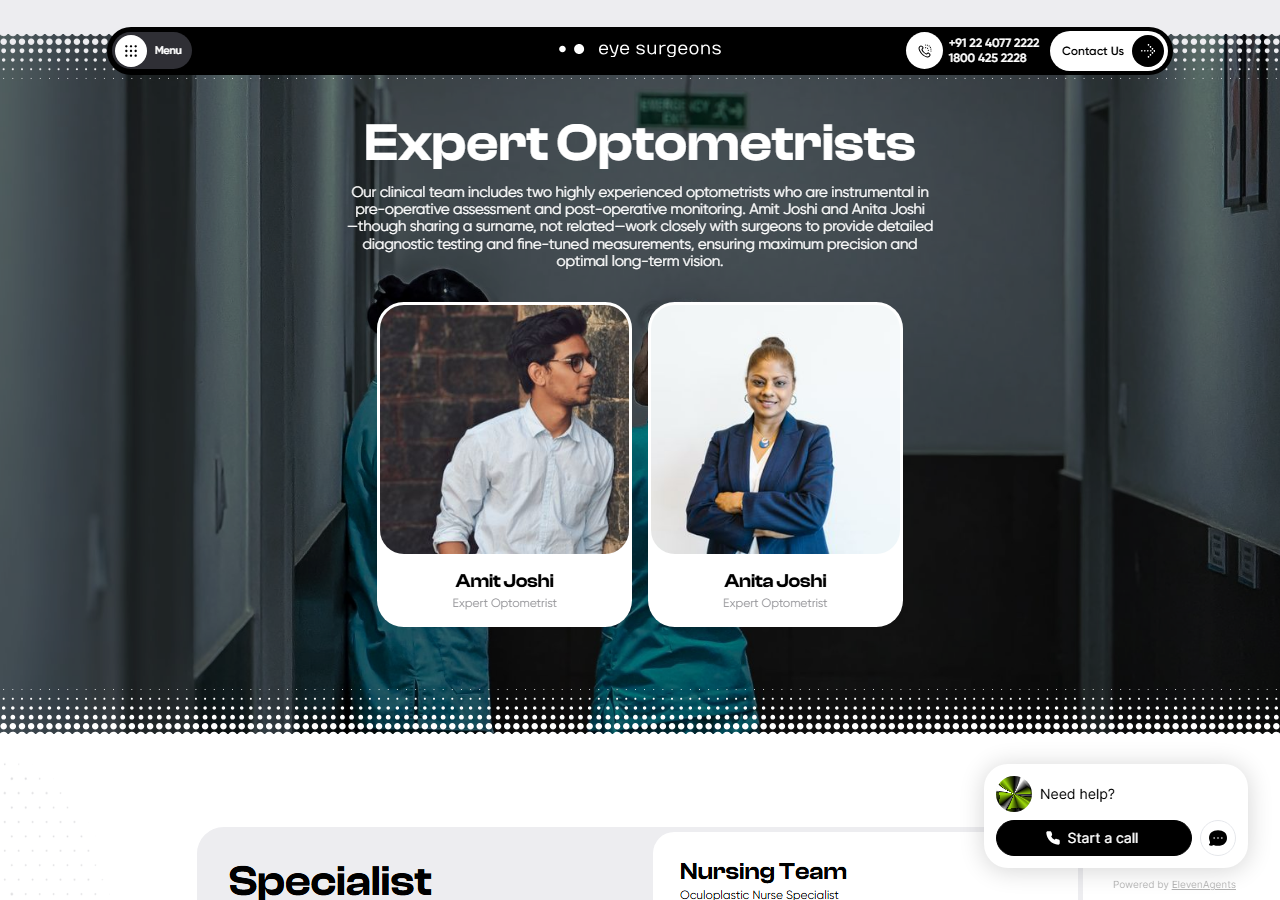 Menu
eye surgeons
+91 22 4077 2222
1800 425 2228
Contact Us
EMERGENCY
EXIT
Expert Optometrists
Our clinical team includes two highly experienced optometrists who are instrumental in
pre-operative assessment and post-operative monitoring. Amit Joshi and Anita Joshi
—though sharing a surname, not related—work closely with surgeons to provide detailed
diagnostic testing and fine-tuned measurements, ensuring maximum precision and
optimal long-term vision.
Amit Joshi
Expert Optometrist
Anita Joshi
Expert Optometrist
Need help?
Start a call
Powered by ElevenAgents
Specialist
Nursing Team
Oculoplastic Nurse Specialist